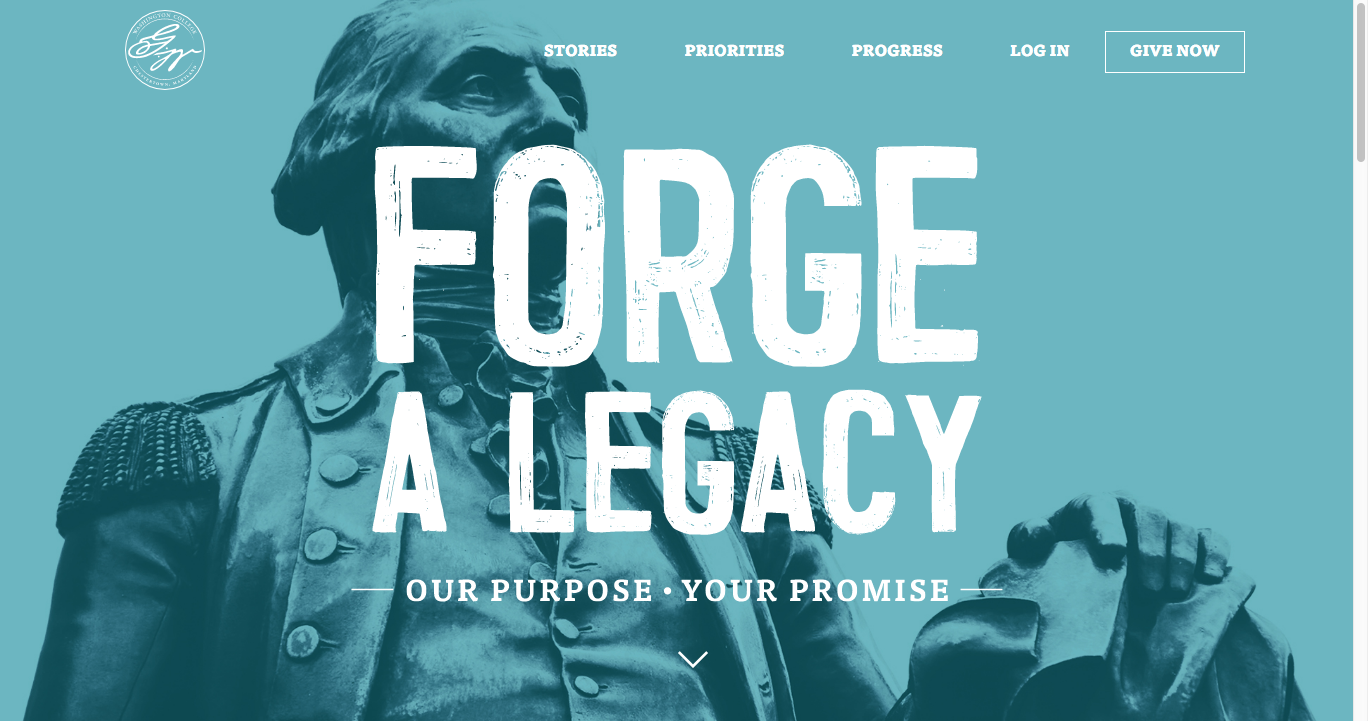 WASHINGTON COLLEGE
CHESTERTOWN, MARYLAND
STORIES
PRIORITIES
PROGRESS
LOG IN
GIVE NOW
FORGE
A LEGACY
OUR PURPOSE • YOUR PROMISE